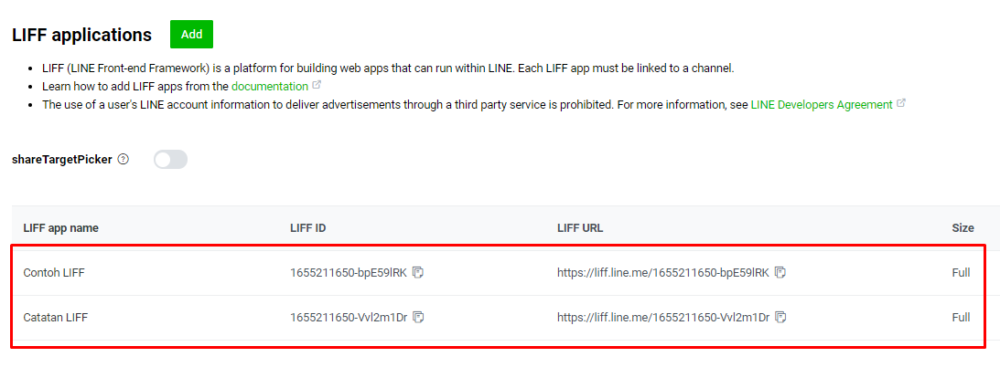 LIFF applications Add
LIFF (LINE Front-end Framework) is a platform for building web apps that can run within LINE. Each LIFF app must be linked to a channel.
Learn how to add LIFF apps from the documentation
The use of a user's LINE account information to deliver advertisements through a third party service is prohibited. For more information, see LINE Developers Agreement
shareTargetPicker ?
LIFF app name LIFF ID LIFF URL Size
Contoh LIFF 1655211650-bpE59lRK https://liff.line.me/1655211650-bpE59lRK Full
Catatan LIFF 1655211650-Vvl2m1Dr https://liff.line.me/1655211650-Vvl2m1Dr Full